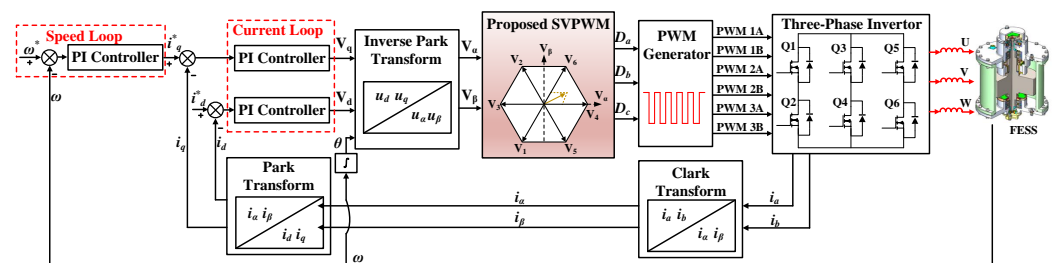 Speed Loop
ω*
+
−
PI Controller
i*q
+
−
ω
Current Loop
PI Controller
Vq
i*d
+
−
PI Controller
Vd
iq
id
Inverse Park
Transform
ud uq
uα uβ
Vα
Vβ
θ
∫
Proposed SVPWM
Vβ
V2
V6
V3
Vα
V4
V1
V5
Da
Db
Dc
PWM
Generator
PWM 1A
PWM 1B
PWM 2A
PWM 2B
PWM 3A
PWM 3B
Three-Phase Invertor
Q1
Q3
Q5
Q2
Q4
Q6
U
V
W
FESS
Park
Transform
iα iβ
id iq
iα
iβ
Clark
Transform
ia ib
iα iβ
ia
ib
ω